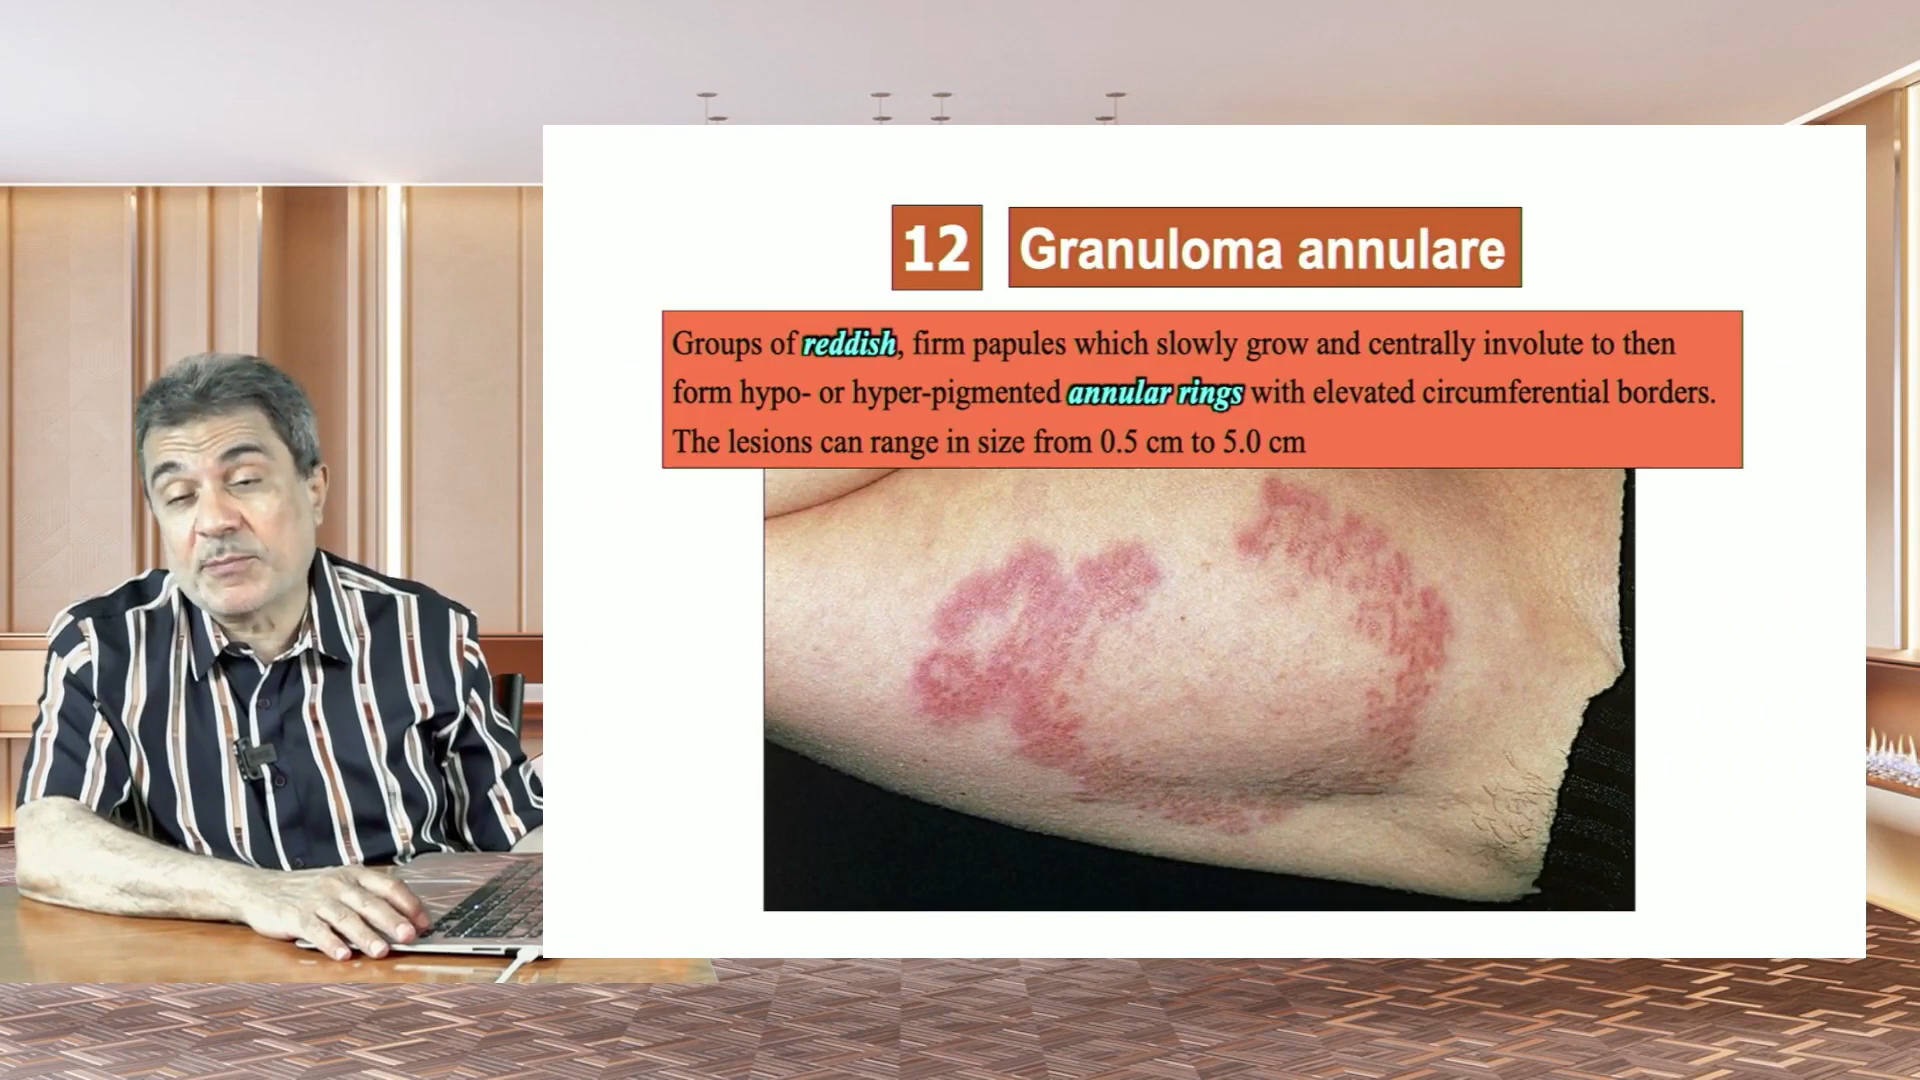 12 Granuloma annulare
Groups of reddish, firm papules which slowly grow and centrally involute to then
form hypo- or hyper-pigmented annular rings with elevated circumferential borders.
The lesions can range in size from 0.5 cm to 5.0 cm